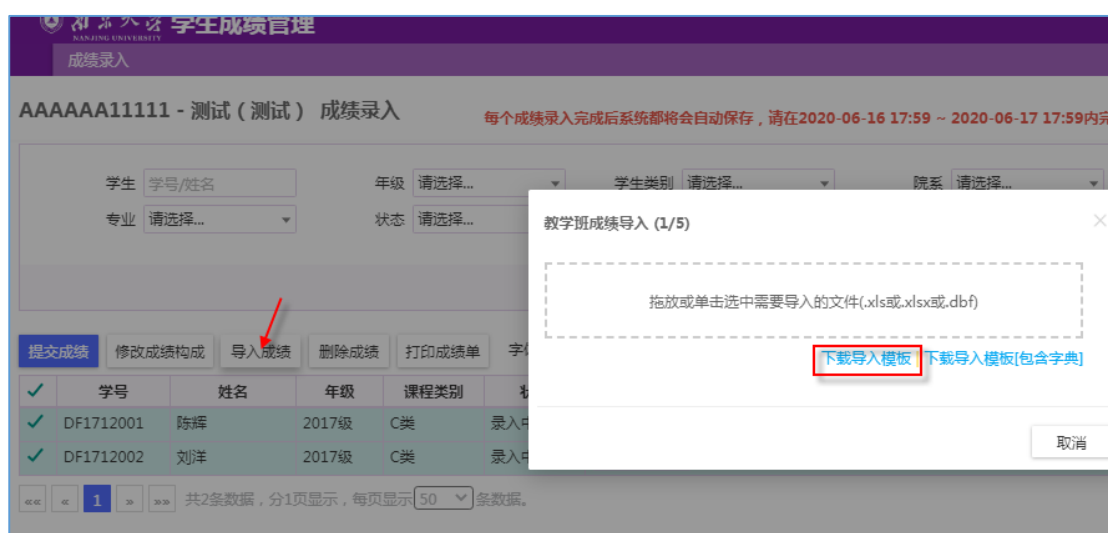 南京大学 学生成绩管理
NANJING UNIVERSITY
成绩录入
AAAAAA11111 - 测试 ( 测试 ) 成绩录入
每个成绩录入完成后系统都将会自动保存，请在2020-06-16 17:59 ~ 2020-06-17 17:59内完
学生 学号/姓名 年级 请选择... 学生类别 请选择... 院系 请选择...
专业 请选择... 状态 请选择...
教学班成绩导入 (1/5)
拖放或单击选中需要导入的文件(.xls或.xlsx或.dbf)
下载导入模板 下载导入模板[包含字典]
取消
提交成绩 修改成绩构成 导入成绩 删除成绩 打印成绩单
学号 姓名 年级 课程类别
DF1712001 陈辉 2017级 C类 录入中
DF1712002 刘洋 2017级 C类 录入中
«« « 1 » »» 共2条数据，分1页显示，每页显示 50 条数据。